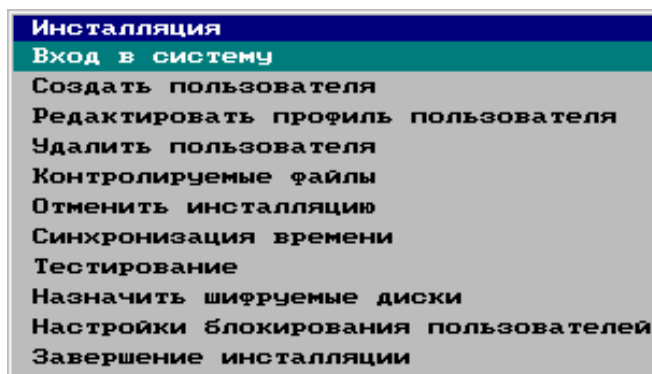 Инсталляция
Вход в систему
Создать пользователя
Редактировать профиль пользователя
Удалить пользователя
Контролируемые файлы
Отменить инсталляцию
Синхронизация времени
Тестирование
Назначить шифруемые диски
Настройки блокирования пользователей
Завершение инсталляции